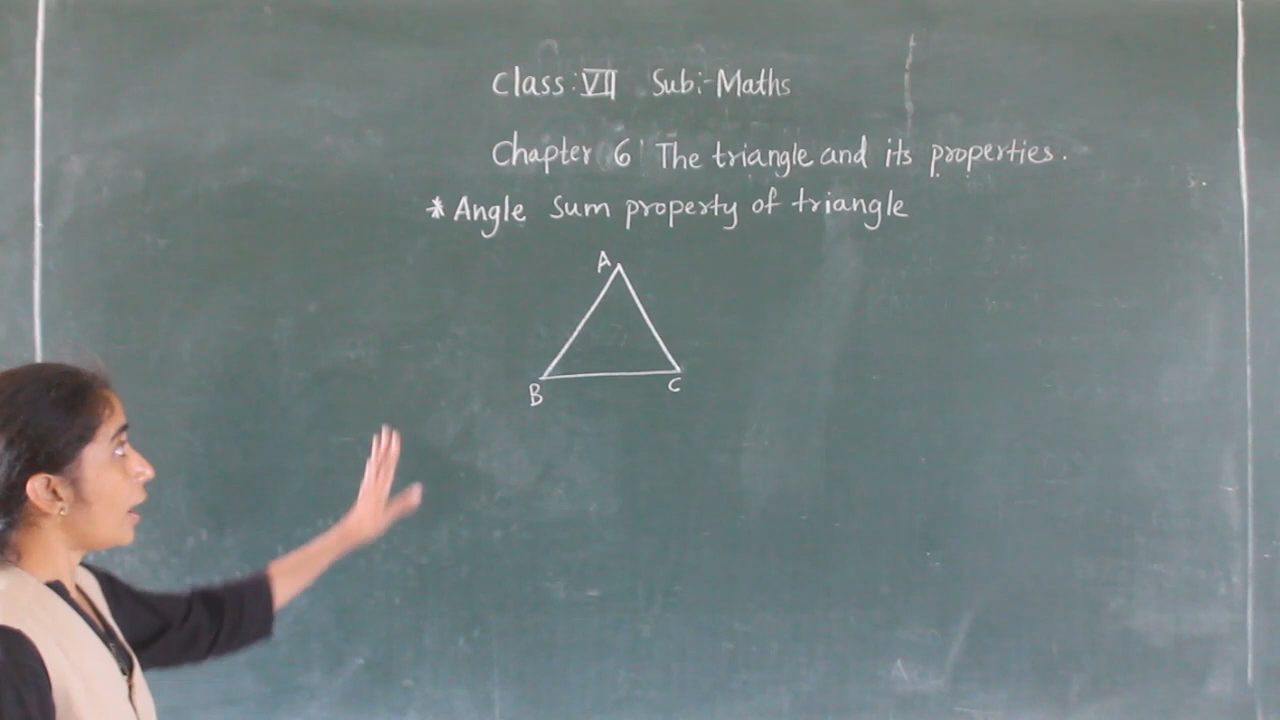 Class : VII Sub:- Maths
Chapter 6 The triangle and its properties.
* Angle sum property of triangle
A
B
C